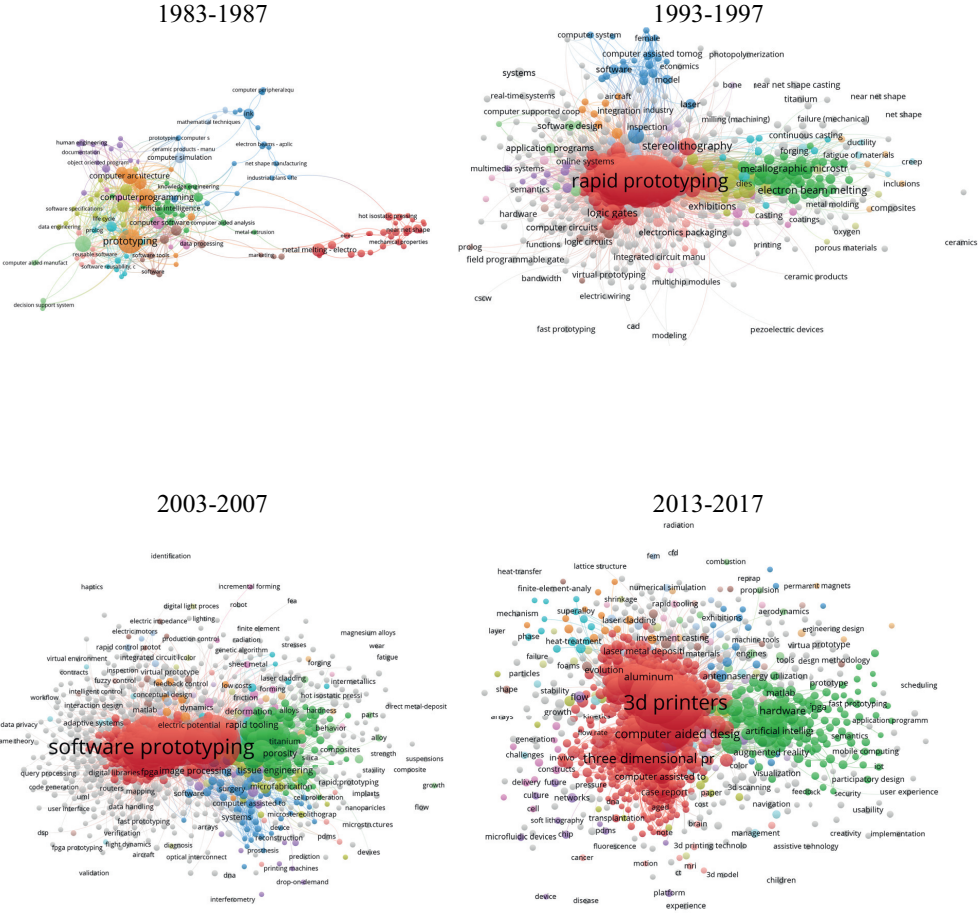 1983-1987
computer peripheral equ
ink
mathematical techniques
human engineering
prototyping computer s
documentation
ceramic products - manu
electron beams - applic
object oriented program
computer simulation
net shape manufacturing
computer architecture
industrial plants - fle
knowledge engineering
computer programming
artificial intelligence
software specifications
life cycle
computer software
computer aided analysis
hot isostatic pressing
data engineering
prolog
metal extrusion
near net shape
prototyping
data processing
mechanical properties
reusable software
software tools
marketing
metal melting - electro
computer aided manufact
software reusability, c
software
decision support system
1993-1997
computer system
female
computer assisted tomog
photopolymerization
software
economics
systems
model
bone
near net shape casting
real-time systems
aircraft
titanium
near net shape
computer supported coop
integration
industry
laser
milling (machining)
failure (mechanical)
net shape
software design
inspection
continuous casting
application programs
stereolithography
forging
ductility
online systems
fatigue of materials
multimedia systems
metallographic microstr
creep
semantics
rapid prototyping
dies
electron beam melting
inclusions
hardware
logic gates
exhibitions
metal molding
composites
computer circuits
casting
coatings
prolog
functions
logic circuits
electronics packaging
oxygen
field programmable gate
integrated circuit manu
printing
porous materials
ceramics
bandwidth
virtual prototyping
multichip modules
ceramic products
cscw
electric wiring
fast prototyping
cad
modeling
pezoelectric devices
2003-2007
identification
haptics
incremental forming
digital light proces
robot
fea
electric impedance
lighting
electric motors
production control
finite element
magnesium alloys
rapid control protot
radiation
stresses
wear
virtual environment
integrated circuit l
color
genetic algorithm
forging
fatigue
contracts
inspection
virtual prototype
sheet metal
fuzzy control
feedback control
laser cladding
intermetallics
workflow
intelligent control
conceptual design
low costs
forming
hot isostatic press
interaction design
friction
direct metal-deposit
matlab
dynamics
deformation
alloys
hardness
parts
data privacy
adaptive systems
electric potential
rapid tooling
behavior
game theory
software prototyping
titanium
porosity
composites
strength
silica
alloy
suspensions
query processing
digital libraries
fpga
image processing
tissue engineering
stability
composite
code generation
routers
mapping
software
surgery
microfabrication
rapid prototyping
growth
uml
cell proliferation
implants
user interface
data handling
computer assisted to
nanoparticles
flow
fast prototyping
systems
microstereolithograp
dsp
verification
arrays
device
microstructures
fpga prototyping
flight dynamics
diagnosis
reconstruction
pdms
aircraft
optical interconnect
prosthesis
prediction
devices
validation
dna
printing machines
drop-on-demand
interferometry
2013-2017
radiation
fem
cfd
combustion
heat-transfer
lattice structure
reprap
finite-element-analy
numerical simulation
propulsion
permanent magnets
shrinkage
rapid tooling
mechanism
superalloy
exhibitions
aerodynamics
layer
laser cladding
engineering design
phase
heat-treatment
investment casting
machine tools
virtua prototype
failure
laser metal depositi
materials
engines
tools
design methodology
particles
foams
evolution
antennas
energy utilization
prototype
scheduling
shape
stability
aluminum
matlab
flow
3d printers
hardware
fpga
fast prototyping
arrays
growth
kinetics
application programm
flow rate
computer aided desig
artificial intellige
semantics
generation
augmented reality
mobile computing
challenges
in-vivo
three dimensional pr
color
iot
constructs
computer assisted to
visualization
participatory design
delivery
future
pressure
case report
3d scanning
feedback
security
user experience
culture
networks
dna
aged
paper
cost
navigation
usability
cell
transplantation
brain
soft lithography
pdms
note
management
creativity
implementation
microfluidic devices
chip
fluorescence
3d printing technolo
assistive technology
cancer
motion
mri
ct
3d model
children
device
disease
platform
experience